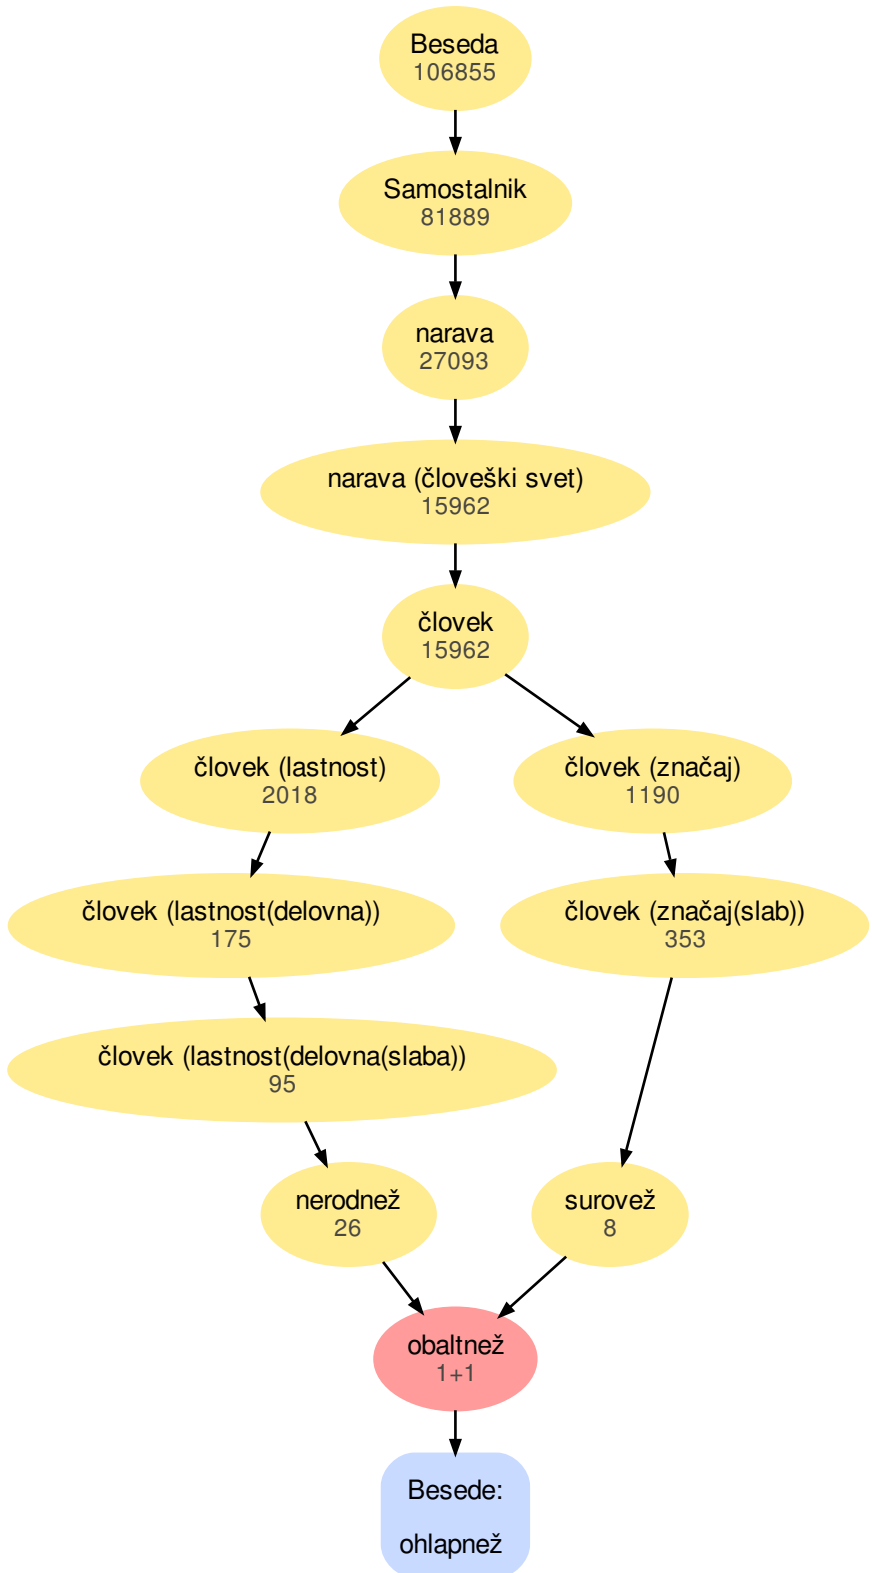 Beseda
106855
Samostalnik
81889
narava
27093
narava (človeški svet)
15962
človek
15962
človek (lastnost)
2018
človek (značaj)
1190
človek (lastnost(delovna))
175
človek (značaj(slab))
353
človek (lastnost(delovna(slaba))
95
nerodnež
26
surovež
8
obaltnež
1+1
Besede:
ohlapnež